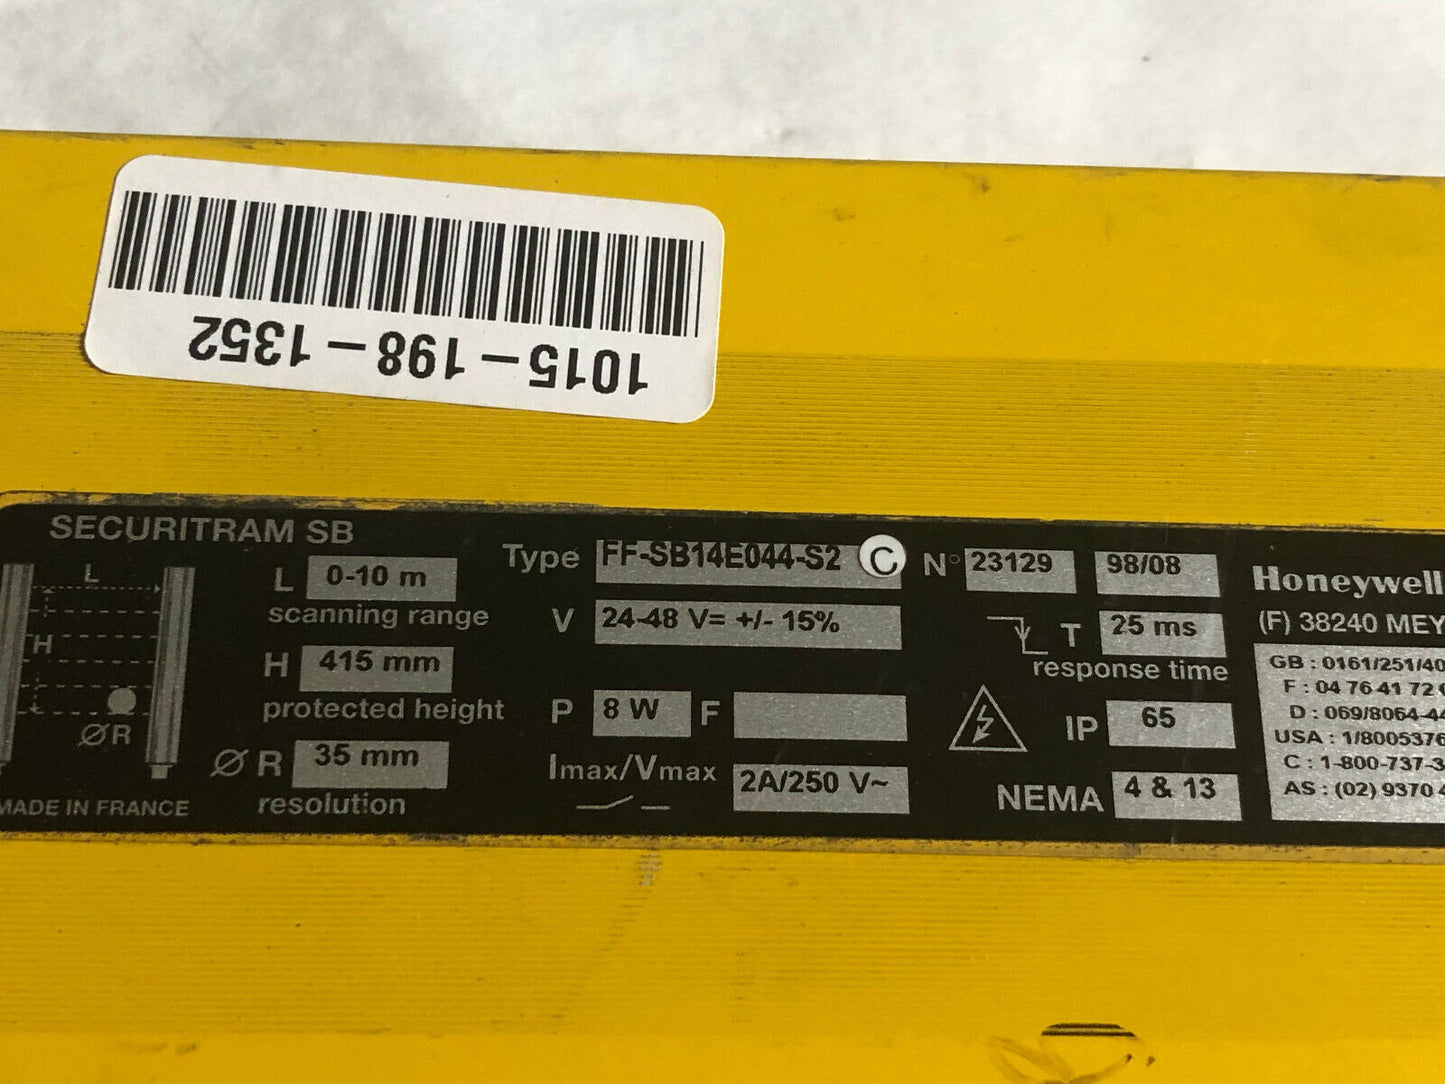 1015-198-1352
SECURITRAM SB
L
H
ØR
MADE IN FRANCE
L 0-10 m
scanning range
H 415 mm
protected height
Ø R 35 mm
resolution
Type FF-SB14E044-S2 C
V 24-48 V= +/- 15%
P 8 W F
Imax/Vmax 2A/250 V~
N° 23129 98/08
T 25 ms
response time
IP 65
NEMA 4 & 13
Honeywell
(F) 38240 MEY
GB : 0161/251/40
F : 04 76 41 72
D : 069/8064-44
USA : 1/8005376
C : 1-800-737-3
AS : (02) 9370 4